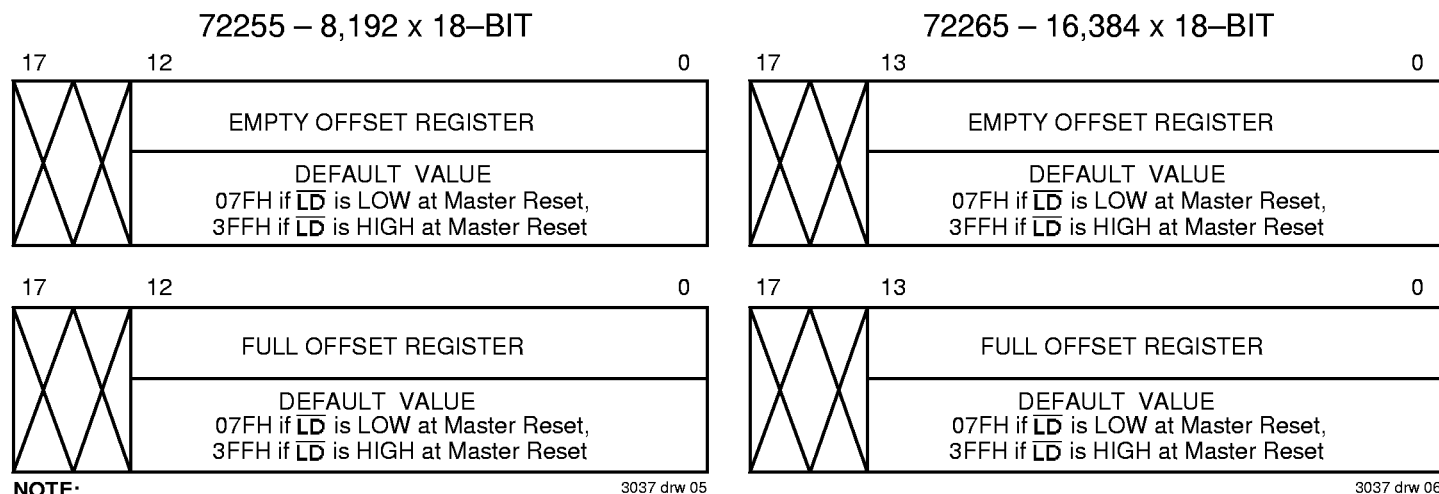 72255 – 8,192 x 18–BIT
17 12 0
EMPTY OFFSET REGISTER
DEFAULT VALUE
07FH if LD is LOW at Master Reset,
3FFH if LD is HIGH at Master Reset
17 12 0
FULL OFFSET REGISTER
DEFAULT VALUE
07FH if LD is LOW at Master Reset,
3FFH if LD is HIGH at Master Reset
NOTE:
3037 drw 05
72265 – 16,384 x 18–BIT
17 13 0
EMPTY OFFSET REGISTER
DEFAULT VALUE
07FH if LD is LOW at Master Reset,
3FFH if LD is HIGH at Master Reset
17 13 0
FULL OFFSET REGISTER
DEFAULT VALUE
07FH if LD is LOW at Master Reset,
3FFH if LD is HIGH at Master Reset
3037 drw 06